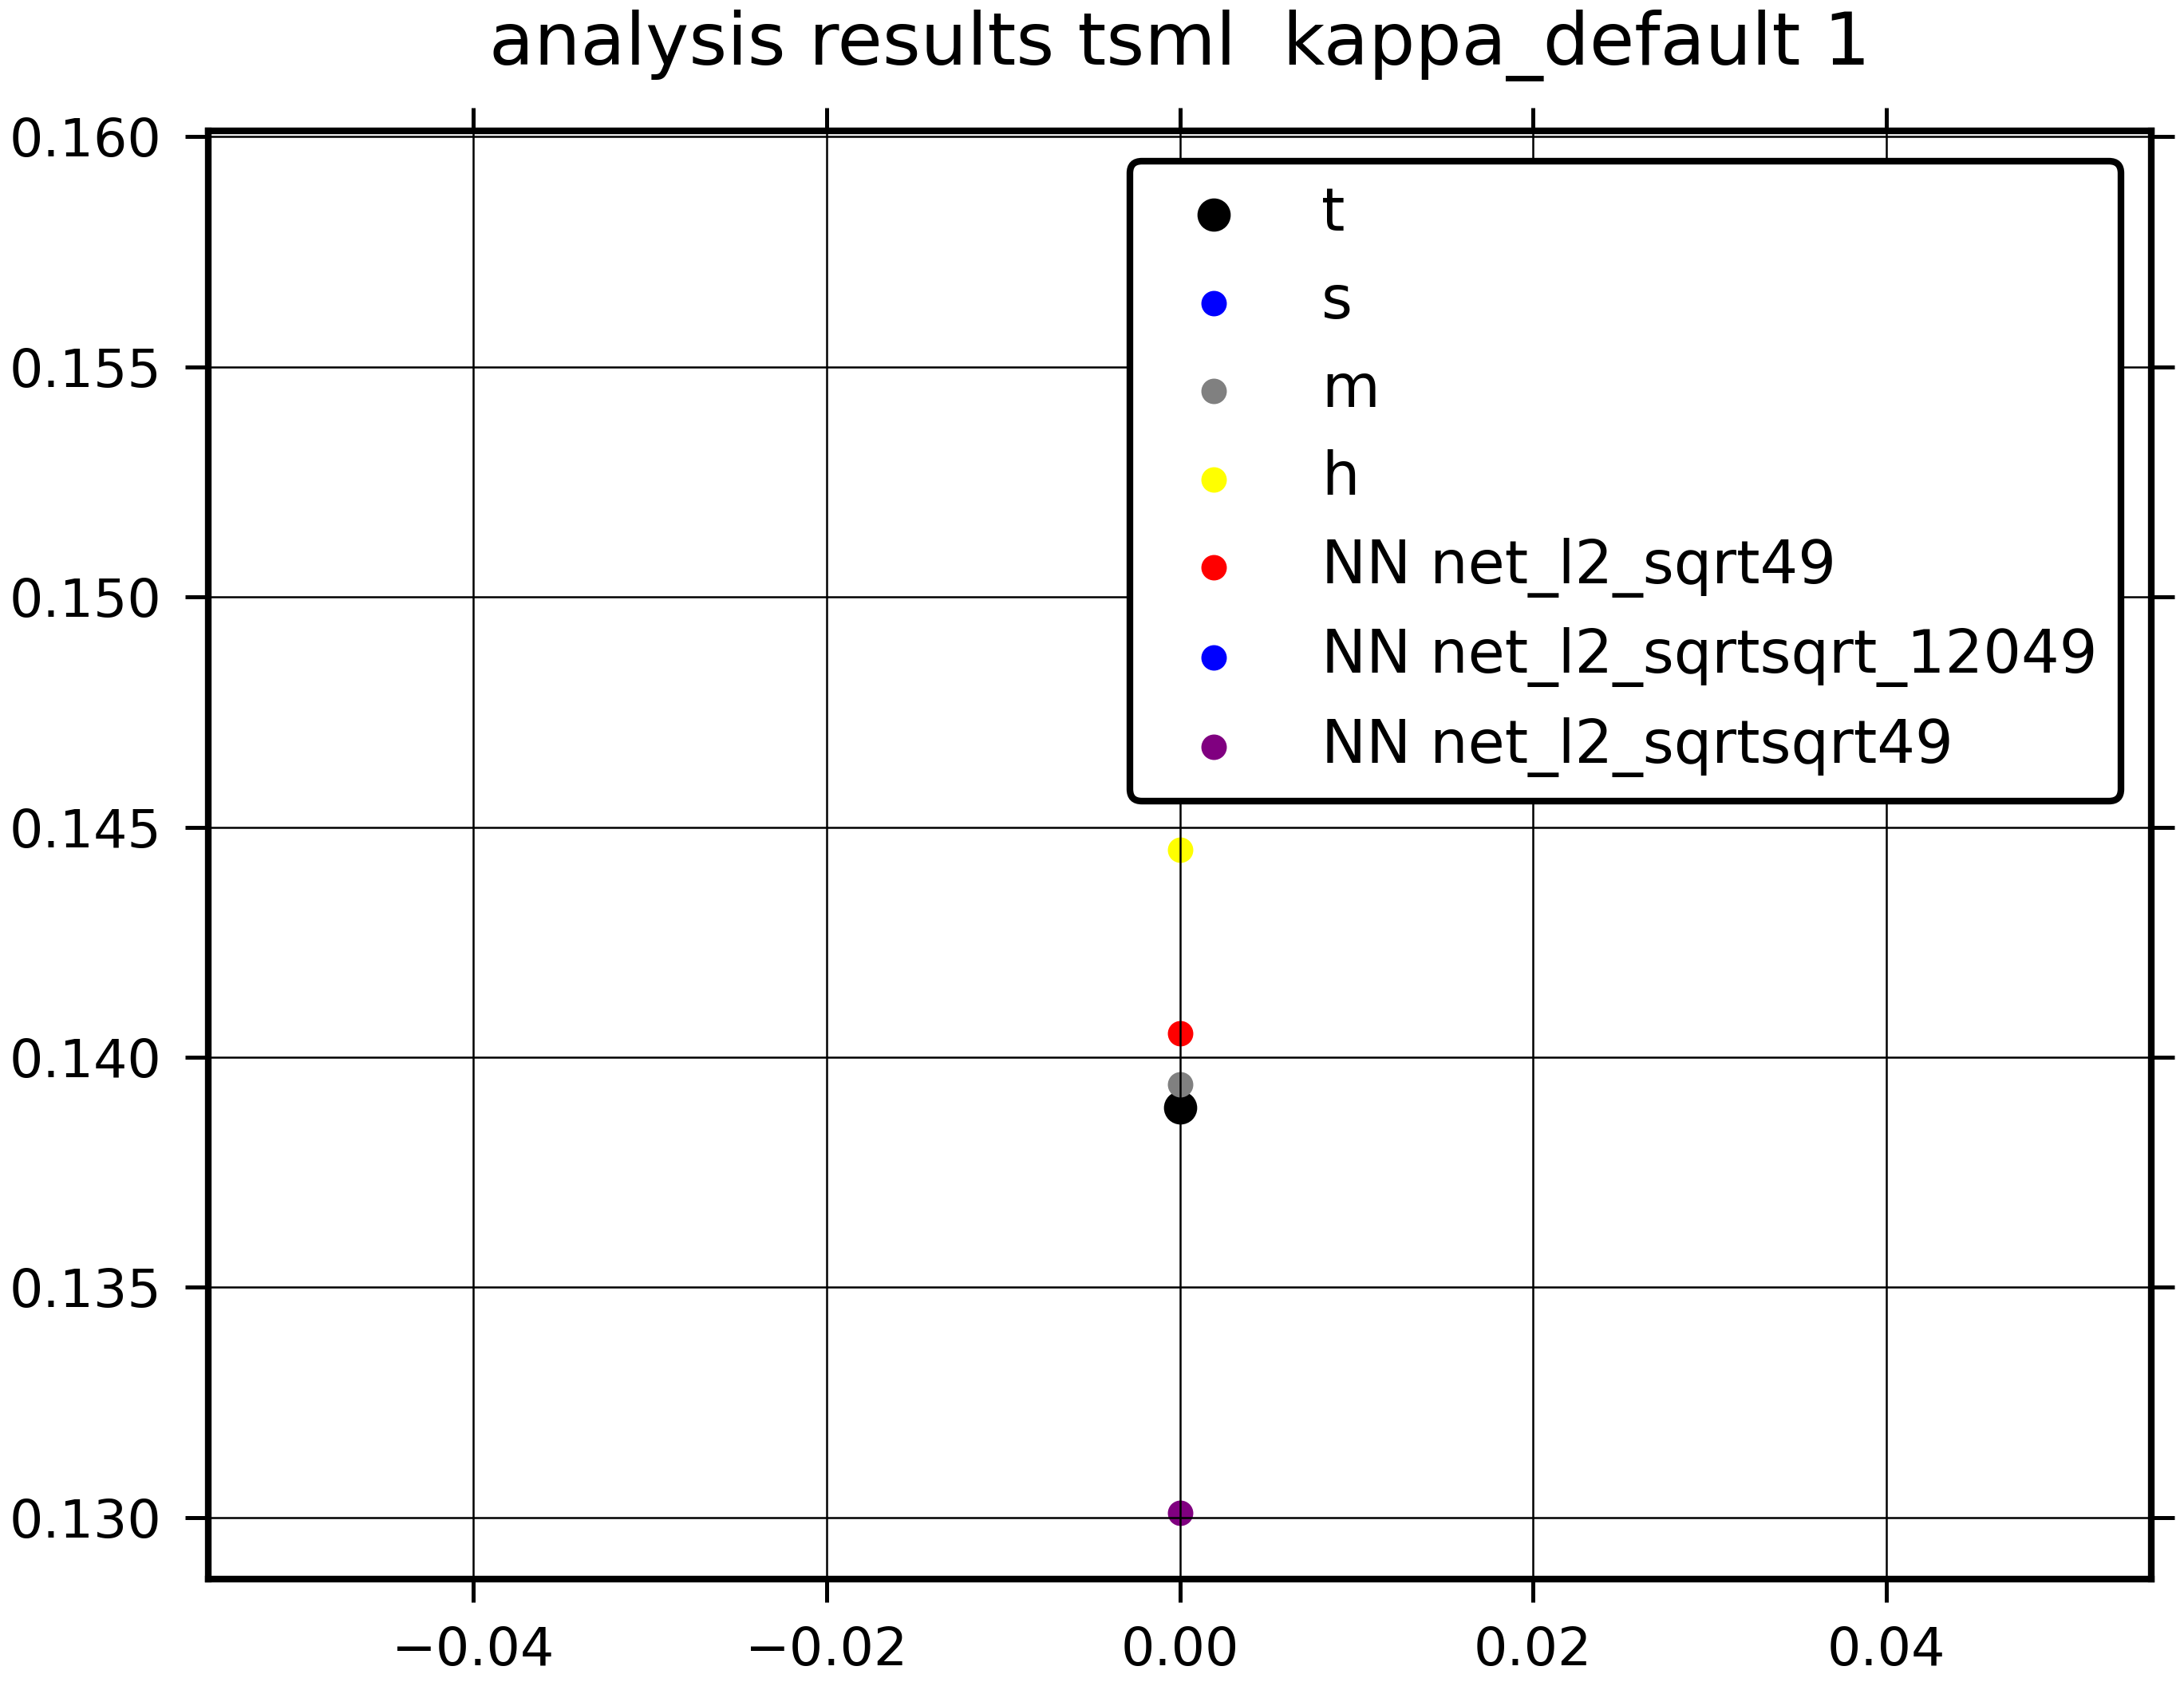 analysis results tsml  kappa_default 1
0.160
0.155
0.150
0.145
0.140
0.135
0.130
t
s
m
h
NN net_l2_sqrt49
NN net_l2_sqrtsqrt_12049
NN net_l2_sqrtsqrt49
−0.04
−0.02
0.00
0.02
0.04